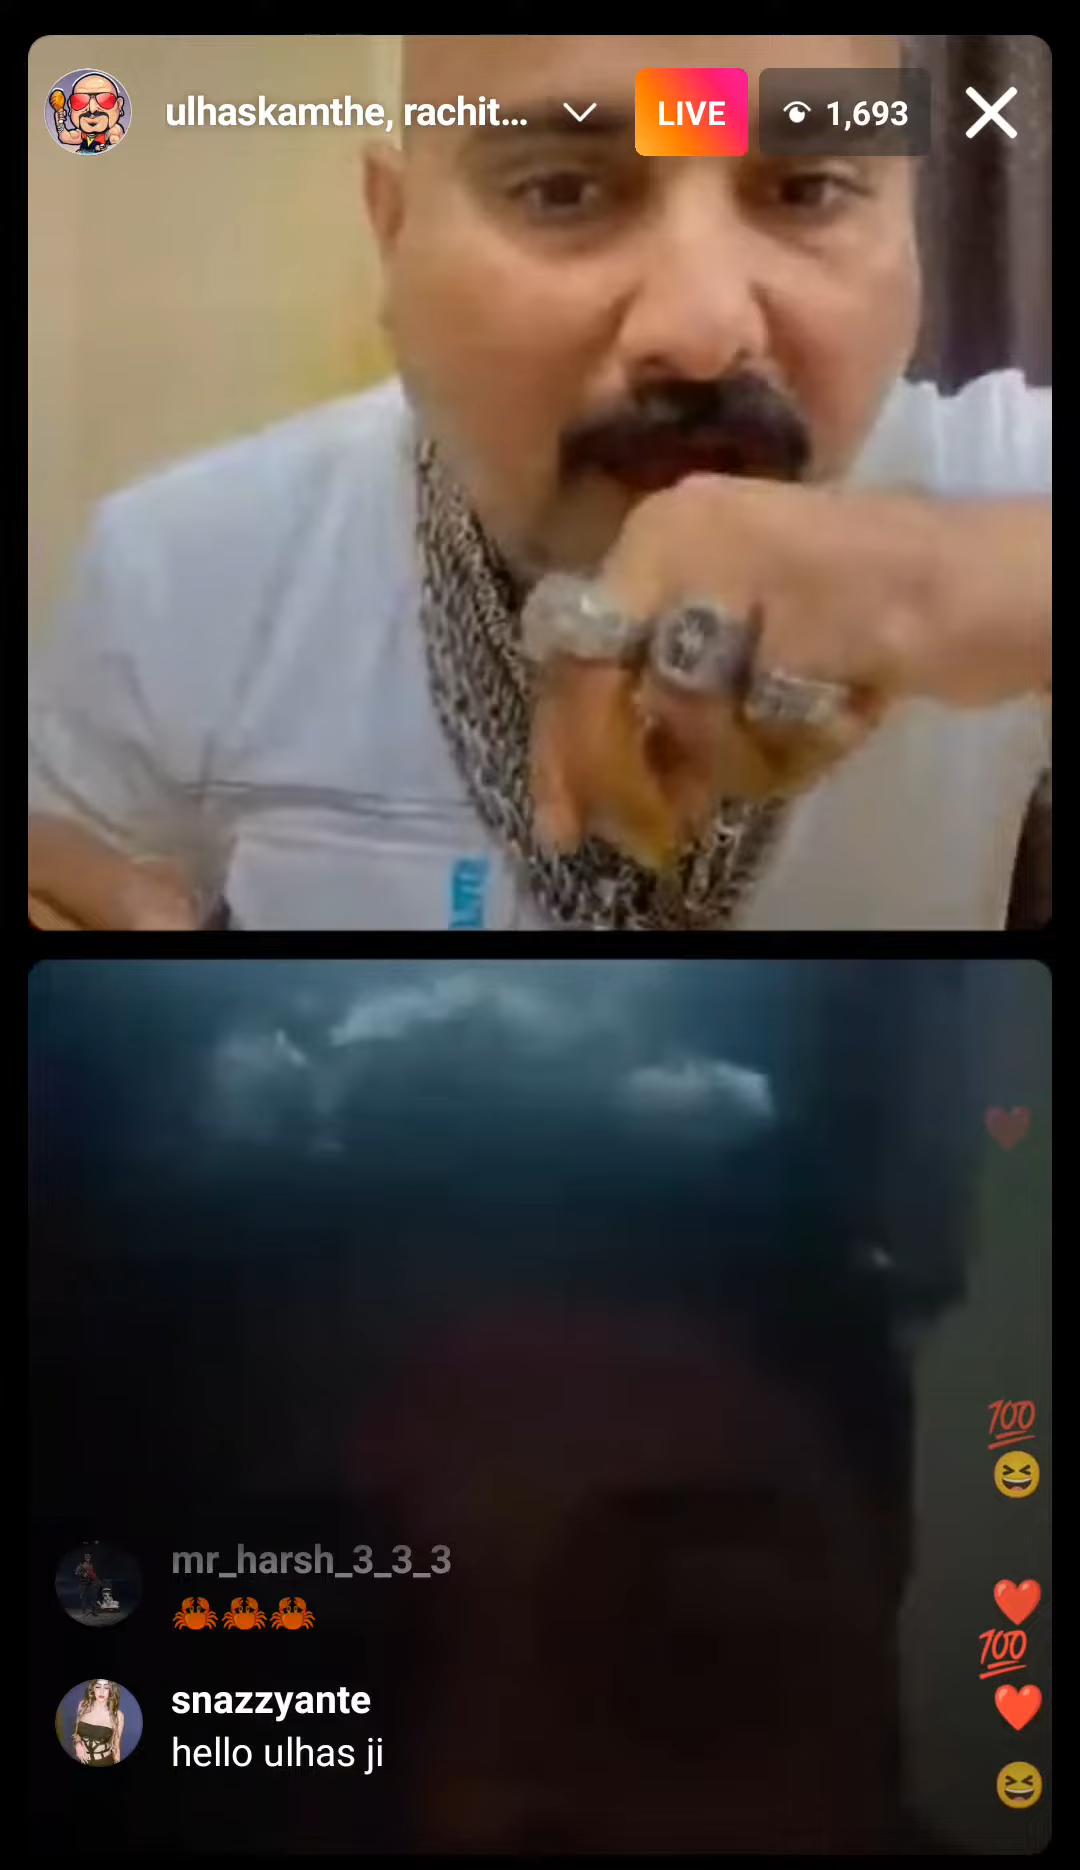 ulhaskamthe, rachit...
LIVE
1,693
mr_harsh_3_3_3
🦀🦀🦀
snazzyante
hello ulhas ji
💯
💯